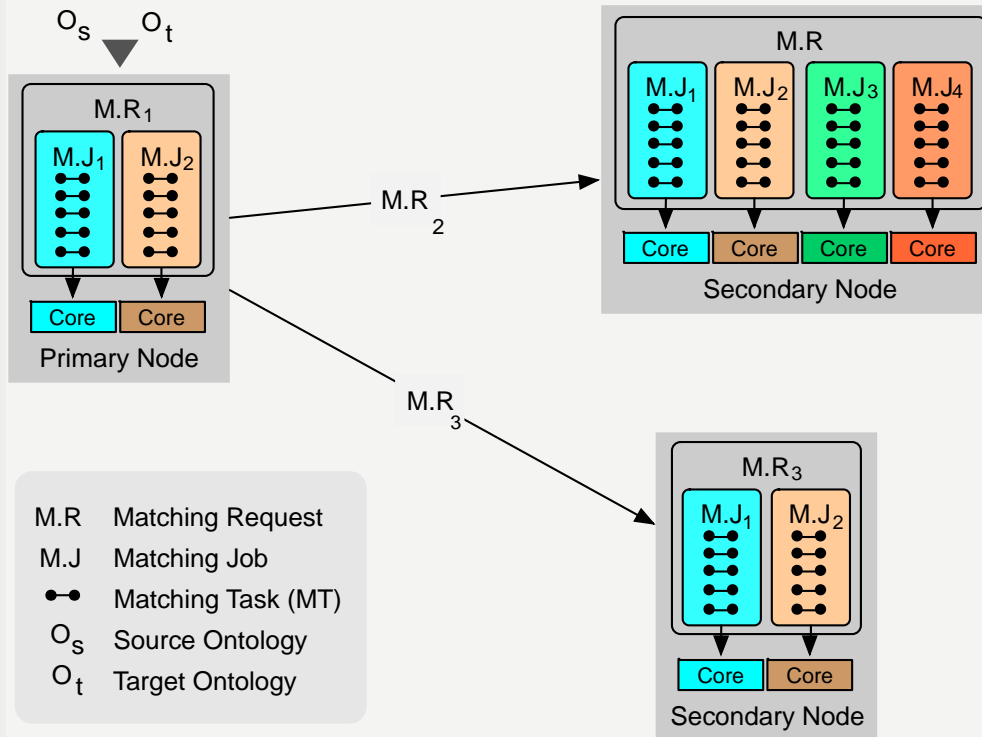 Os Ot
M.R1
M.J1 M.J2
Core Core
Primary Node
M.R2
M.R
M.J1 M.J2 M.J3 M.J4
Core Core Core Core
Secondary Node
M.R3
M.R3
M.J1 M.J2
Core Core
Secondary Node
M.R Matching Request
M.J Matching Job
Matching Task (MT)
Os Source Ontology
Ot Target Ontology